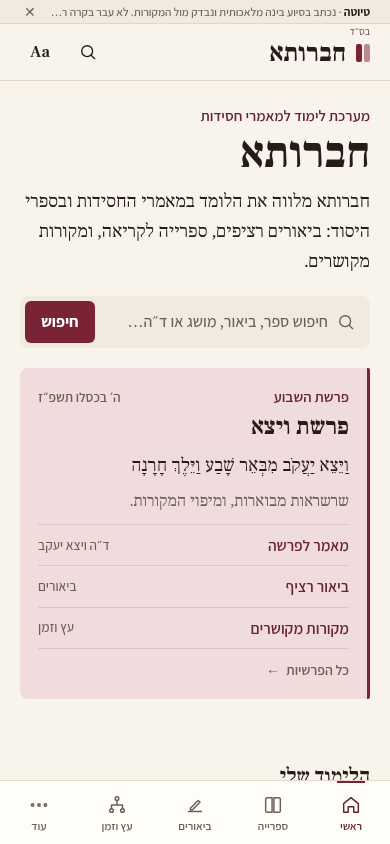 טיוטה · נכתב בסיוע בינה מלאכותית ונבדק מול המקורות. לא עבר בקרה ר...
בס״ד
חברותא
Aa
מערכת לימוד למאמרי חסידות
חברותא
חברותא מלווה את הלומד במאמרי החסידות ובספרי
היסוד: ביאורים רציפים, ספרייה לקריאה, ומקורות
מקושרים.
חיפוש ספר, ביאור, מושג או ד״ה...
חיפוש
פרשת השבוע
ה׳ בכסלו תשפ״ז
פרשת ויצא
וַיֵּצֵא יַעֲקֹב מִבְּאֵר שָׁבַע וַיֵּלֶךְ חָרָנָה
שרשראות מבוארות, ומיפוי המקורות.
מאמר לפרשה
ד״ה ויצא יעקב
ביאור רציף
ביאורים
מקורות מקושרים
עץ וזמן
כל הפרשיות ←
הלימוד שלי
ראשי
ספרייה
ביאורים
עץ וזמן
עוד